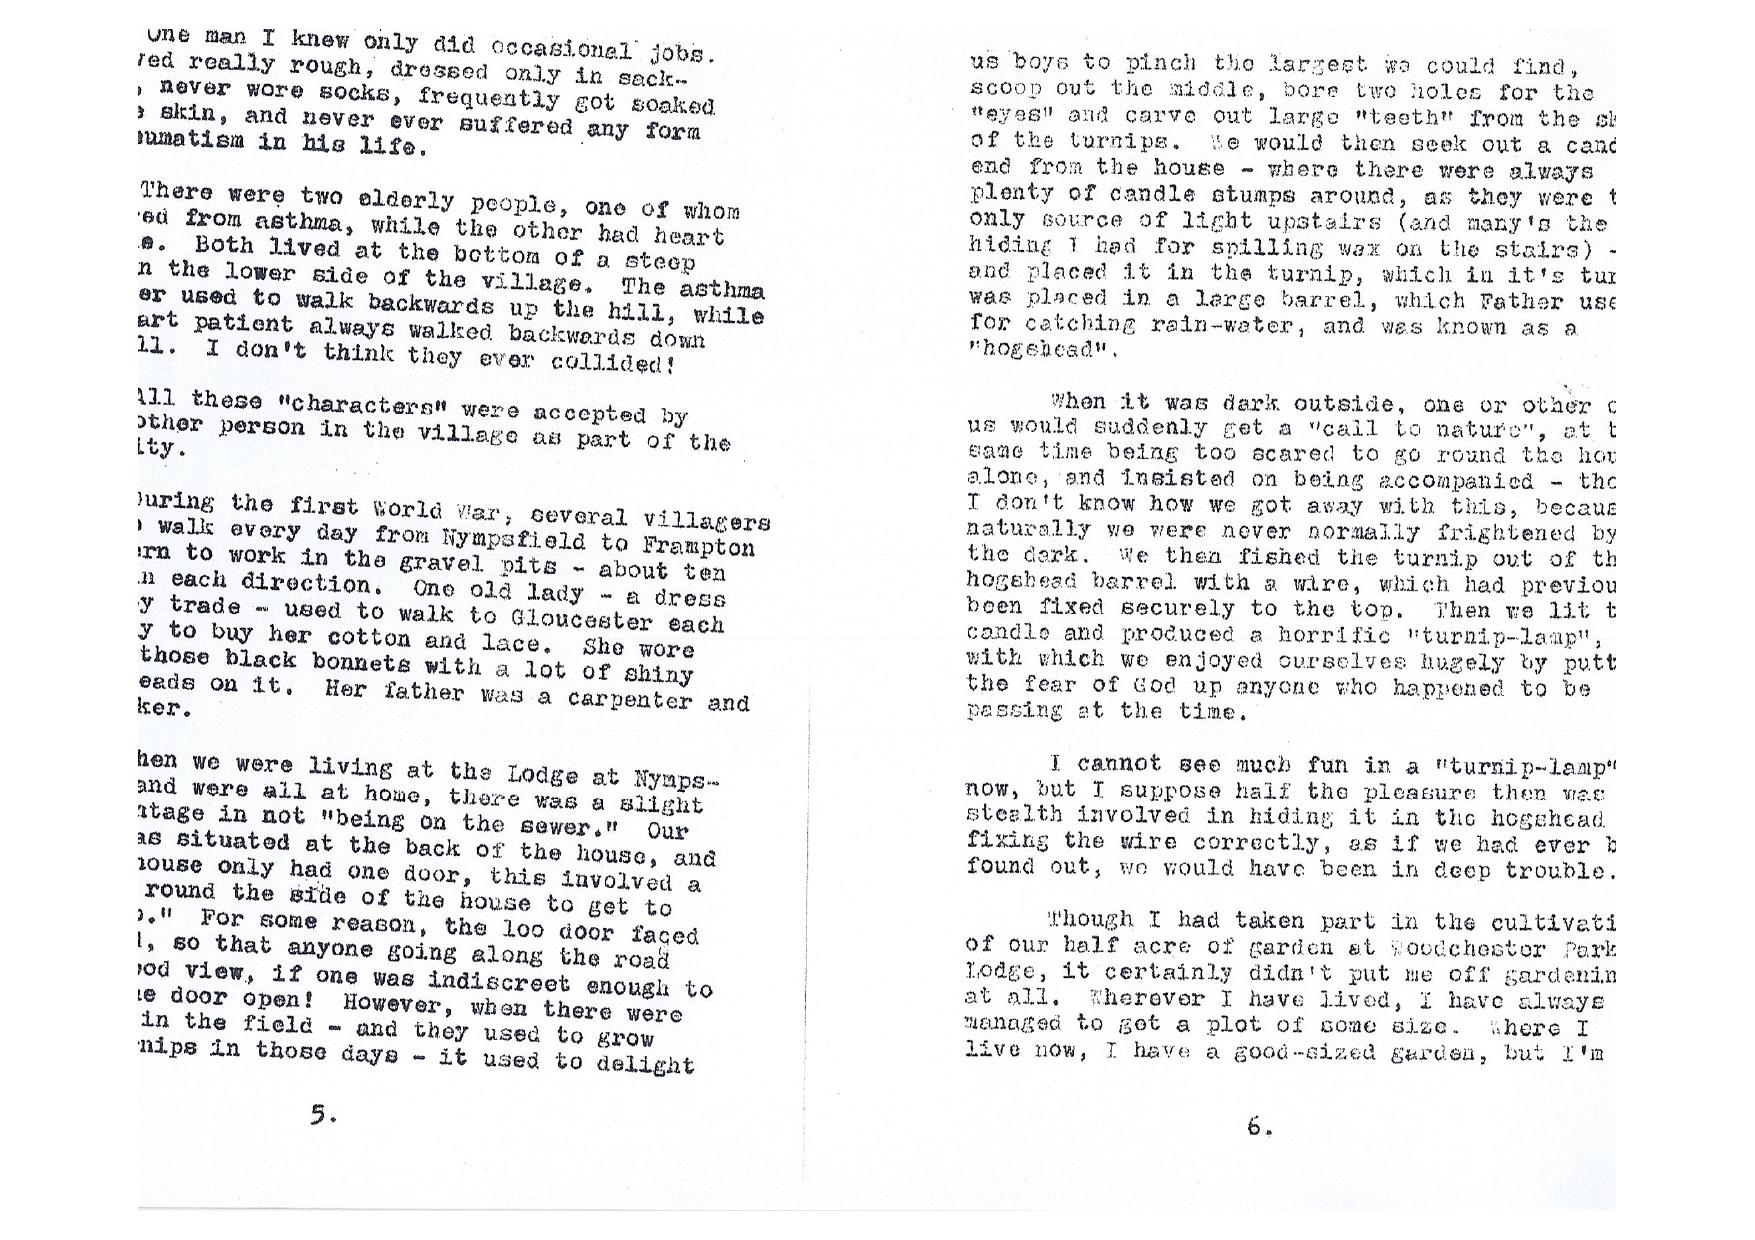 One man I knew only did occasional jobs.
red really rough, dressed only in sack-
, never wore socks, frequently got soaked
e skin, and never ever suffered any form
umatism in his life.
There were two elderly people, one of whom
ed from asthma, while the other had heart
e. Both lived at the bottom of a steep
n the lower side of the village. The asthma
er used to walk backwards up the hill, while
art patient always walked backwards down
ll. I don't think they ever collided!
All these "characters" were accepted by
other person in the village as part of the
ity.
During the first World War, several villagers
walk every day from Nympsfield to Frampton
rn to work in the gravel pits - about ten
n each direction. One old lady - a dress
y trade - used to walk to Gloucester each
y to buy her cotton and lace. She wore
those black bonnets with a lot of shiny
eads on it. Her father was a carpenter and
ker.
hen we were living at the Lodge at Nymps-
and were all at home, there was a slight
ntage in not "being on the sewer." Our
as situated at the back of the house, and
house only had one door, this involved a
round the side of the house to get to
." For some reason, the loo door faced
, so that anyone going along the road
ood view, if one was indiscreet enough to
e door open! However, when there were
in the field - and they used to grow
nips in those days - it used to delight
5.
us boys to pinch the largest we could find,
scoop out the middle, bore two holes for the
"eyes" and carve out large "teeth" from the sk
of the turnips. We would then seek out a cand
end from the house - where there were always
plenty of candle stumps around, as they were t
only source of light upstairs (and many's the
hiding I had for spilling wax on the stairs) -
and placed it in the turnip, which in it's tur
was placed in a large barrel, which Father use
for catching rain-water, and was known as a
"hogshead".
When it was dark outside, one or other o
us would suddenly get a "call to nature", at t
same time being too scared to go round the hou
alone, and insisted on being accompanied - tho
I don't know how we got away with this, becaus
naturally we were never normally frightened by
the dark. We then fished the turnip out of th
hogshead barrel with a wire, which had previou
been fixed securely to the top. Then we lit t
candle and produced a horrific "turnip-lamp",
with which we enjoyed ourselves hugely by putt
the fear of God up anyone who happened to be
passing at the time.
I cannot see much fun in a "turnip-lamp"
now, but I suppose half the pleasure then was
stealth involved in hiding it in the hogshead
fixing the wire correctly, as if we had ever b
found out, we would have been in deep trouble.
Though I had taken part in the cultivati
of our half acre of garden at Woodchester Park
Lodge, it certainly didn't put me off gardenin
at all. Wherever I have lived, I have always
managed to get a plot of some size. Where I
live now, I have a good-sized garden, but I'm
6.